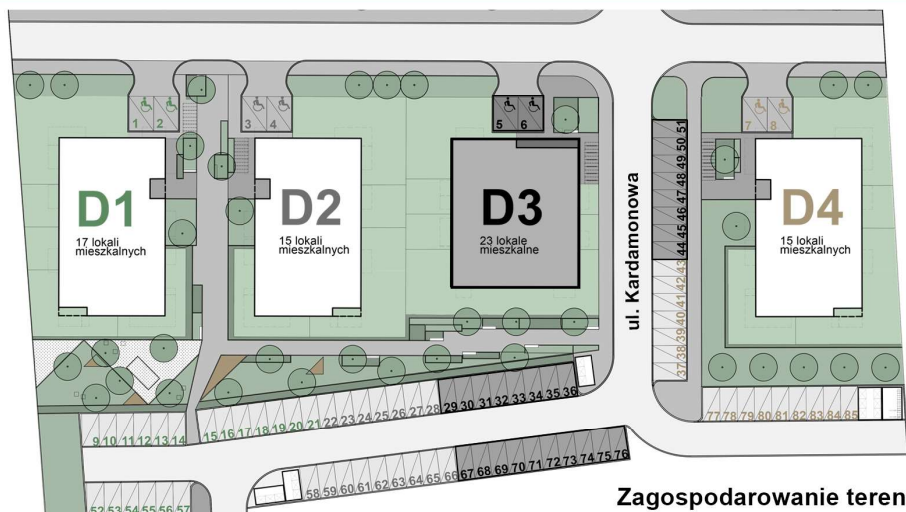 1 2
3 4
5 6
7 8
D1
17 lokali
mieszkalnych
D2
15 lokali
mieszkalnych
D3
23 lokale
mieszkalne
D4
15 lokali
mieszkalnych
ul. Kardamonowa
51
50
49
48
47
46
45
44
43
42
41
40
39
38
37
9 10 11 12 13 14
15 16 17 18 19 20 21 22 23 24 25 26 27 28 29 30 31 32 33 34 35 36
77 78 79 80 81 82 83 84 85
58 59 60 61 62 63 64 65 66 67 68 69 70 71 72 73 74 75 76
52 53 54 55 56 57
Zagospodarowanie teren